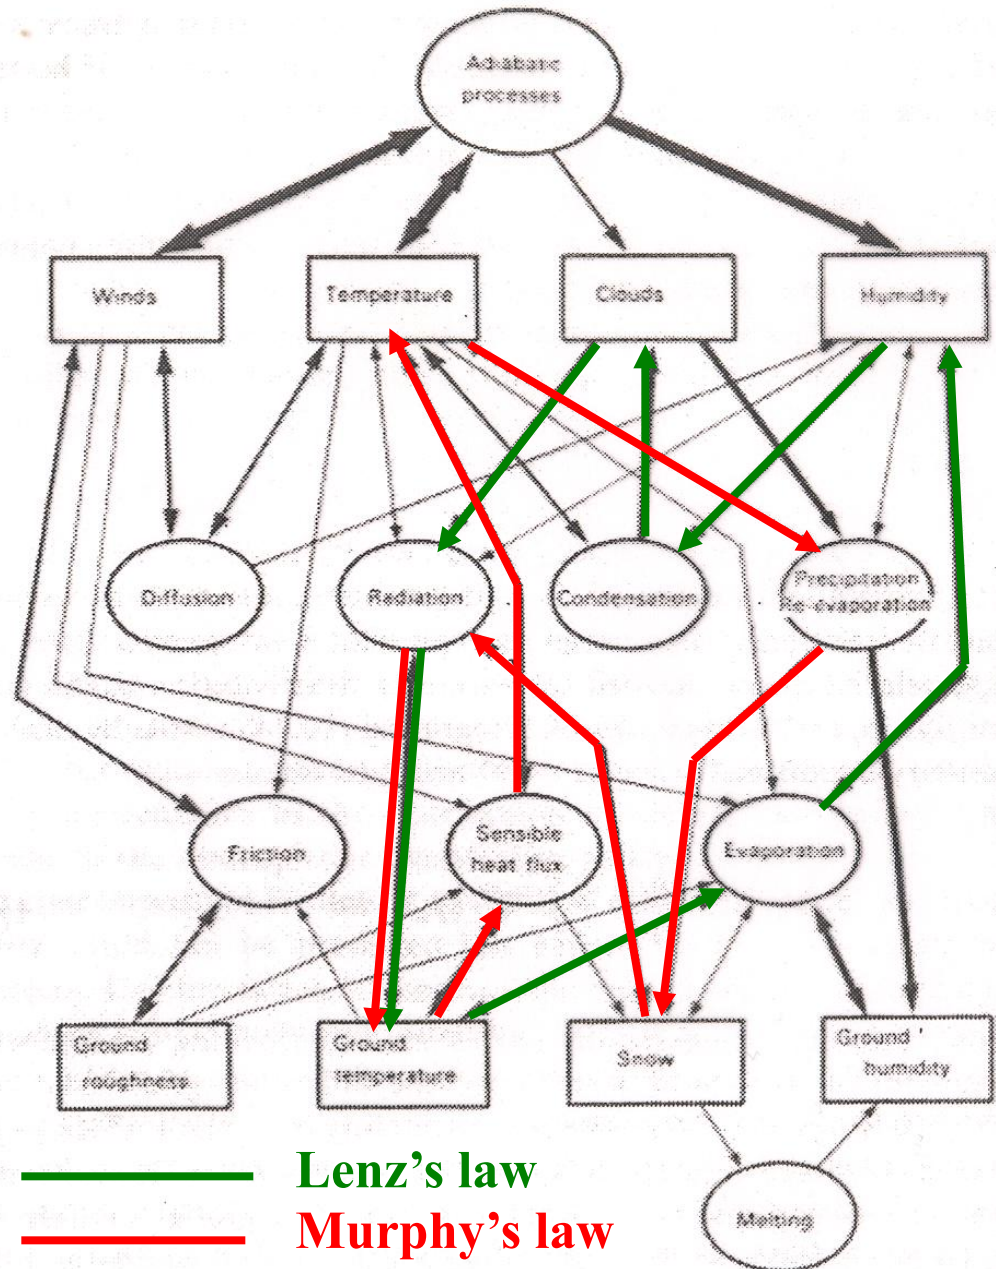 Adiabatic
processes
Winds
Temperature
Clouds
Humidity
Diffusion
Radiation
Condensation
Precipitation
Re-evaporation
Friction
Sensible
heat flux
Evaporation
Ground
roughness
Ground
temperature
Snow
Ground
humidity
Melting
Lenz’s law
Murphy’s law